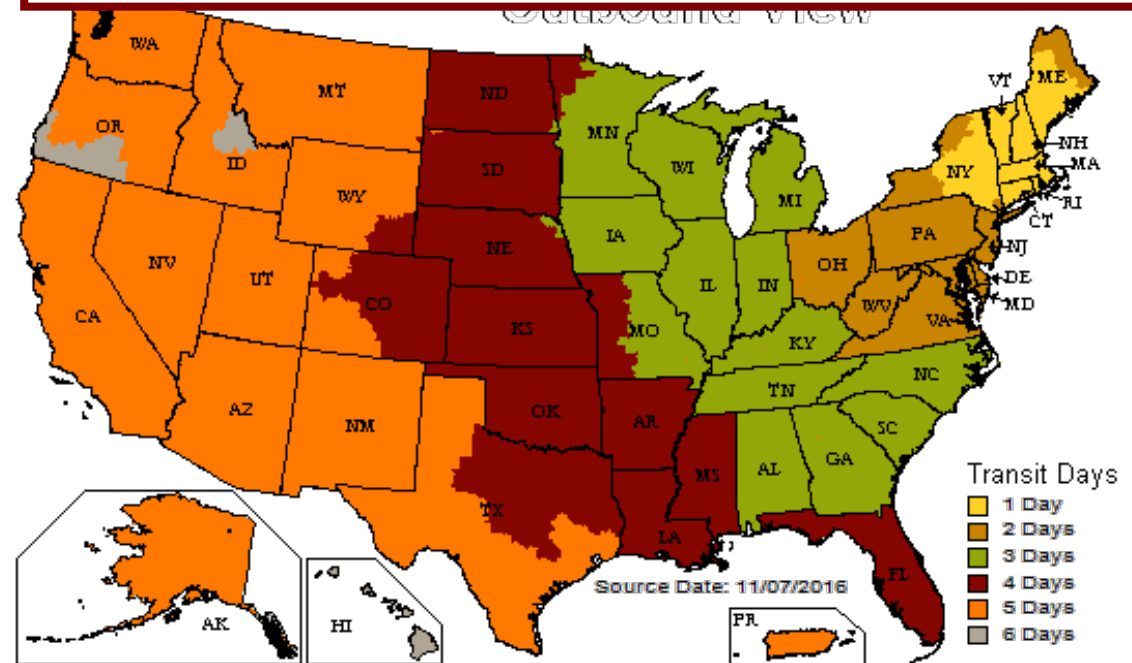 Outbound View
WA
MT
ND
ME
VT
OR
MN
ID
SD
WI
NH
MA
NY
WY
MI
RI
CT
IA
PA
NE
NJ
NV
UT
OH
IL
IN
DE
CO
WV
MD
CA
KS
MO
VA
KY
NC
TN
AZ
OK
AR
NM
SC
GA
AL
MS
TX
LA
FL
AK
HI
PR
Source Date: 11/07/2016
Transit Days
1 Day
2 Days
3 Days
4 Days
5 Days
6 Days